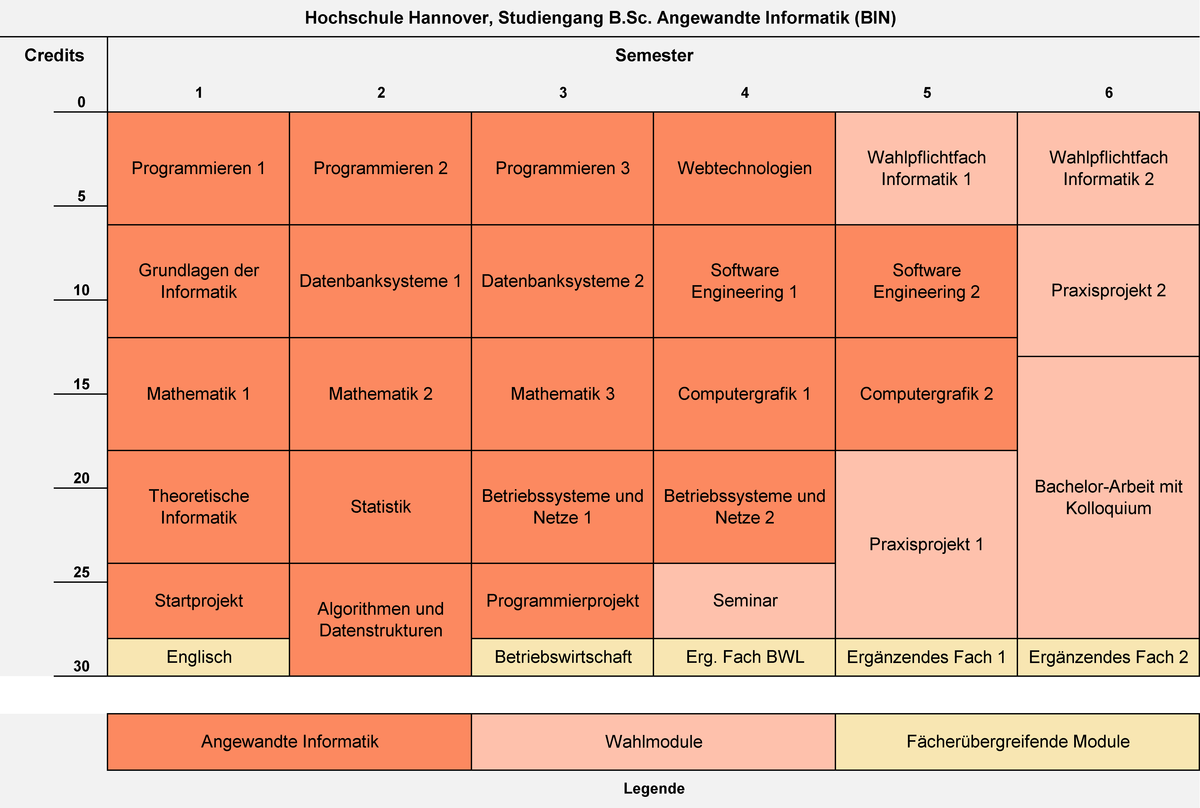 Hochschule Hannover, Studiengang B.Sc. Angewandte Informatik (BIN)
Credits
Semester
1 2 3 4 5 6
0
Programmieren 1
Programmieren 2
Programmieren 3
Webtechnologien
Wahlpflichtfach
Informatik 1
Wahlpflichtfach
Informatik 2
5
Grundlagen der
Informatik
Datenbanksysteme 1
Datenbanksysteme 2
Software
Engineering 1
Software
Engineering 2
Praxisprojekt 2
10
Mathematik 1
Mathematik 2
Mathematik 3
Computergrafik 1
Computergrafik 2
15
20
Theoretische
Informatik
Statistik
Betriebssysteme und
Netze 1
Betriebssysteme und
Netze 2
Praxisprojekt 1
Bachelor-Arbeit mit
Kolloquium
25
Startprojekt
Algorithmen und
Datenstrukturen
Programmierprojekt
Seminar
30
Englisch
Betriebswirtschaft
Erg. Fach BWL
Ergänzendes Fach 1
Ergänzendes Fach 2
Angewandte Informatik
Wahlmodule
Fächerübergreifende Module
Legende